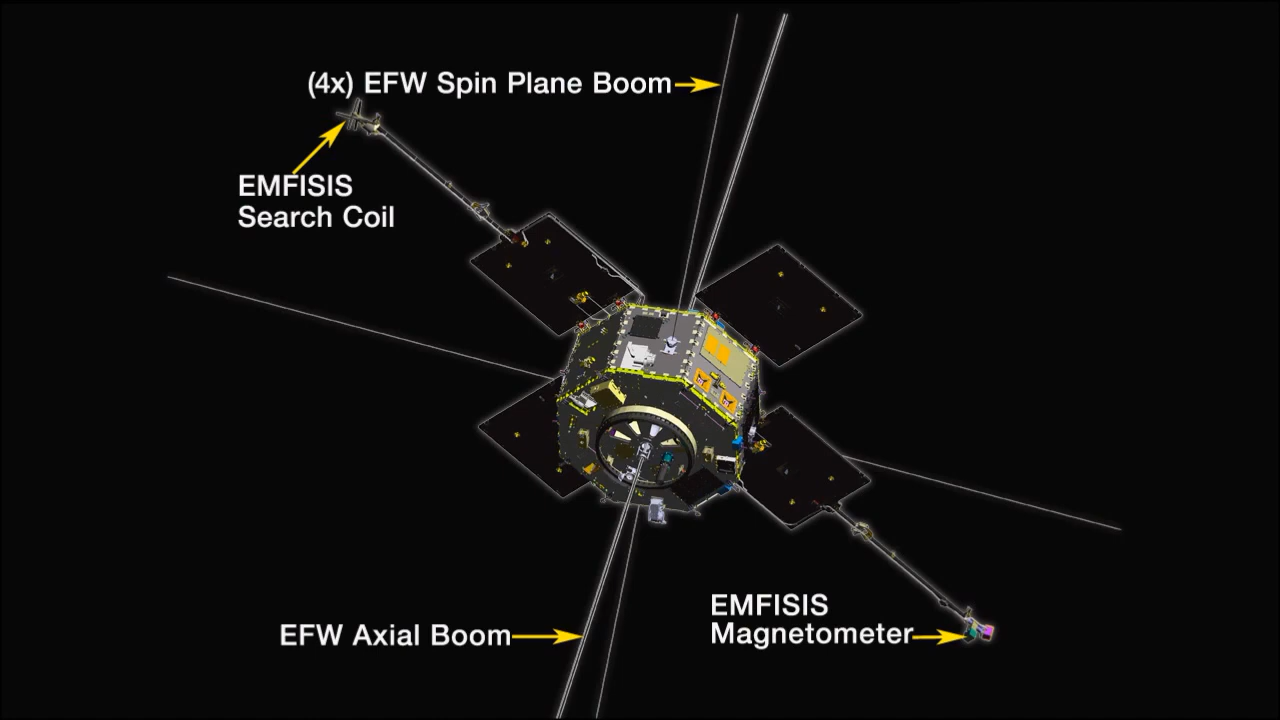 (4x) EFW Spin Plane Boom
EMFISIS
Search Coil
EMFISIS
Magnetometer
EFW Axial Boom